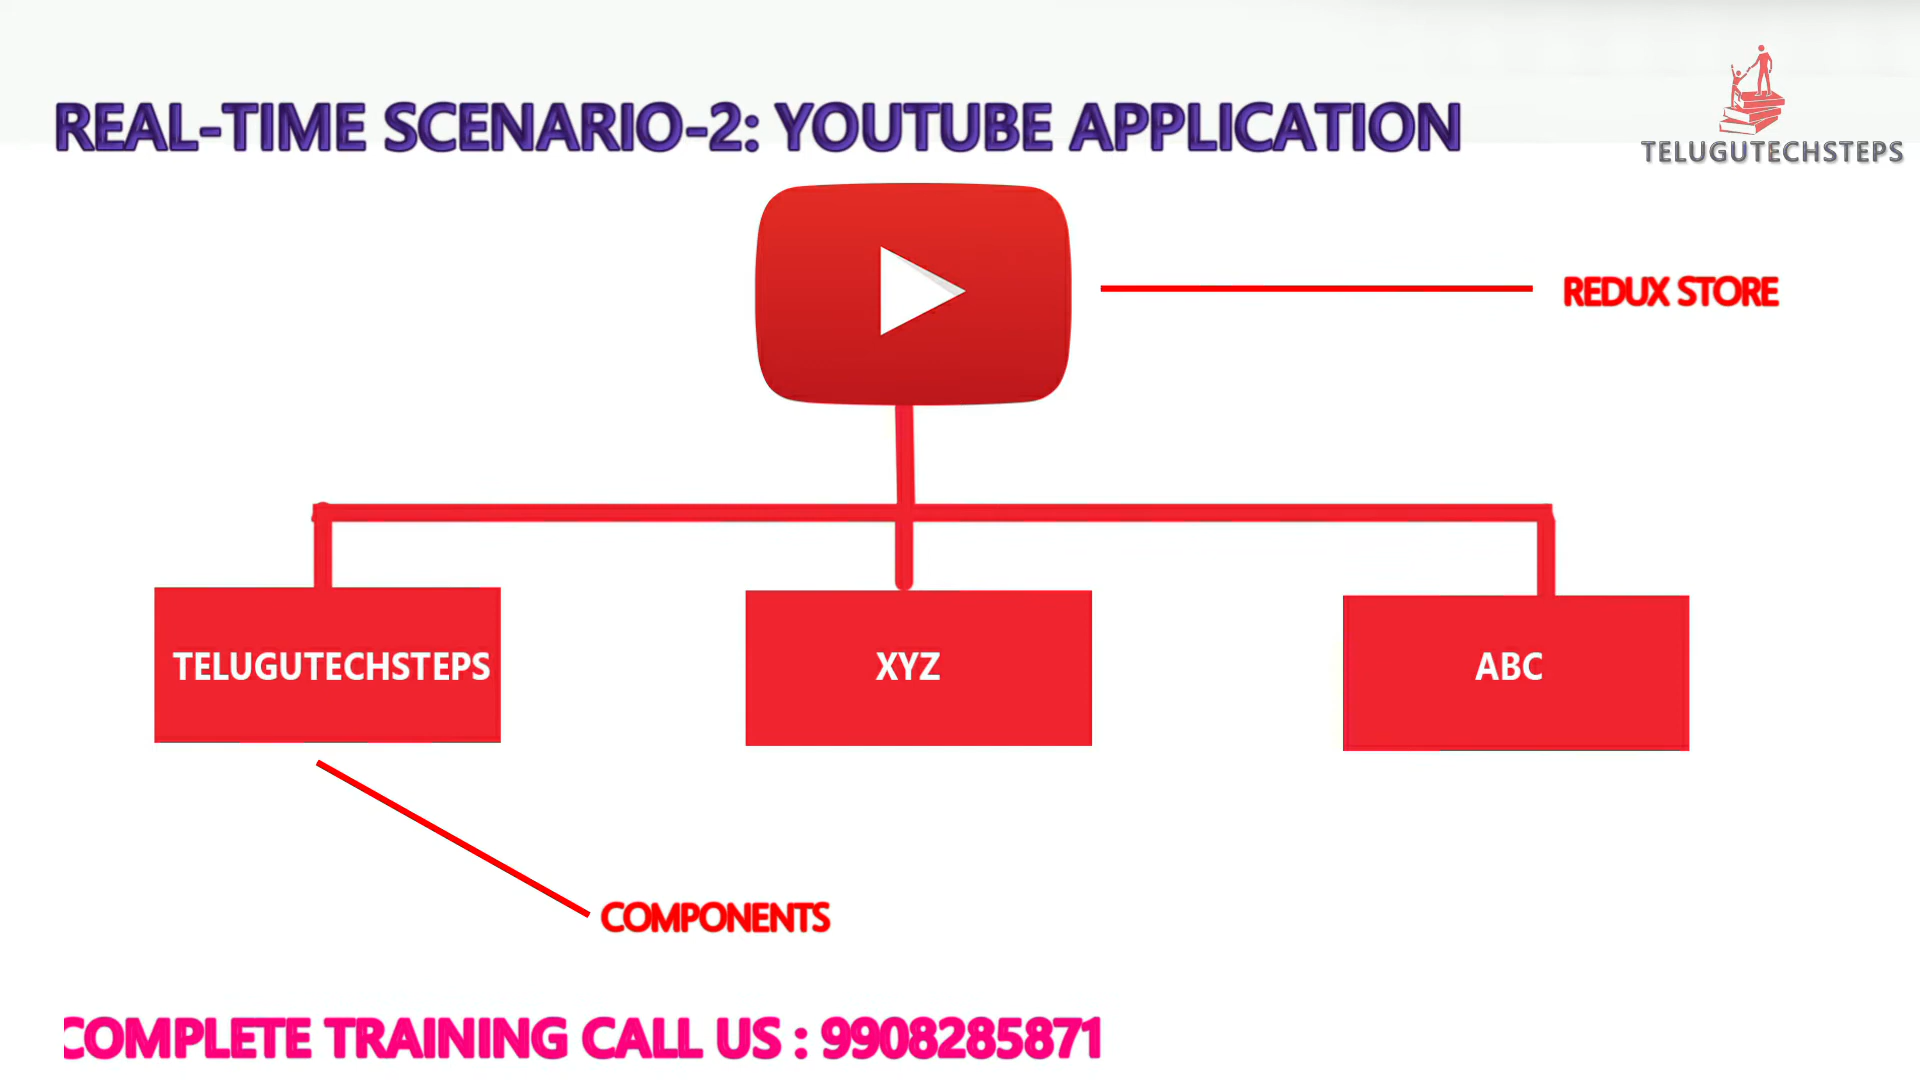 REAL-TIME SCENARIO-2: YOUTUBE APPLICATION
TELUGUTECHSTEPS
REDUX STORE
TELUGUTECHSTEPS
XYZ
ABC
COMPONENTS
COMPLETE TRAINING CALL US : 9908285871